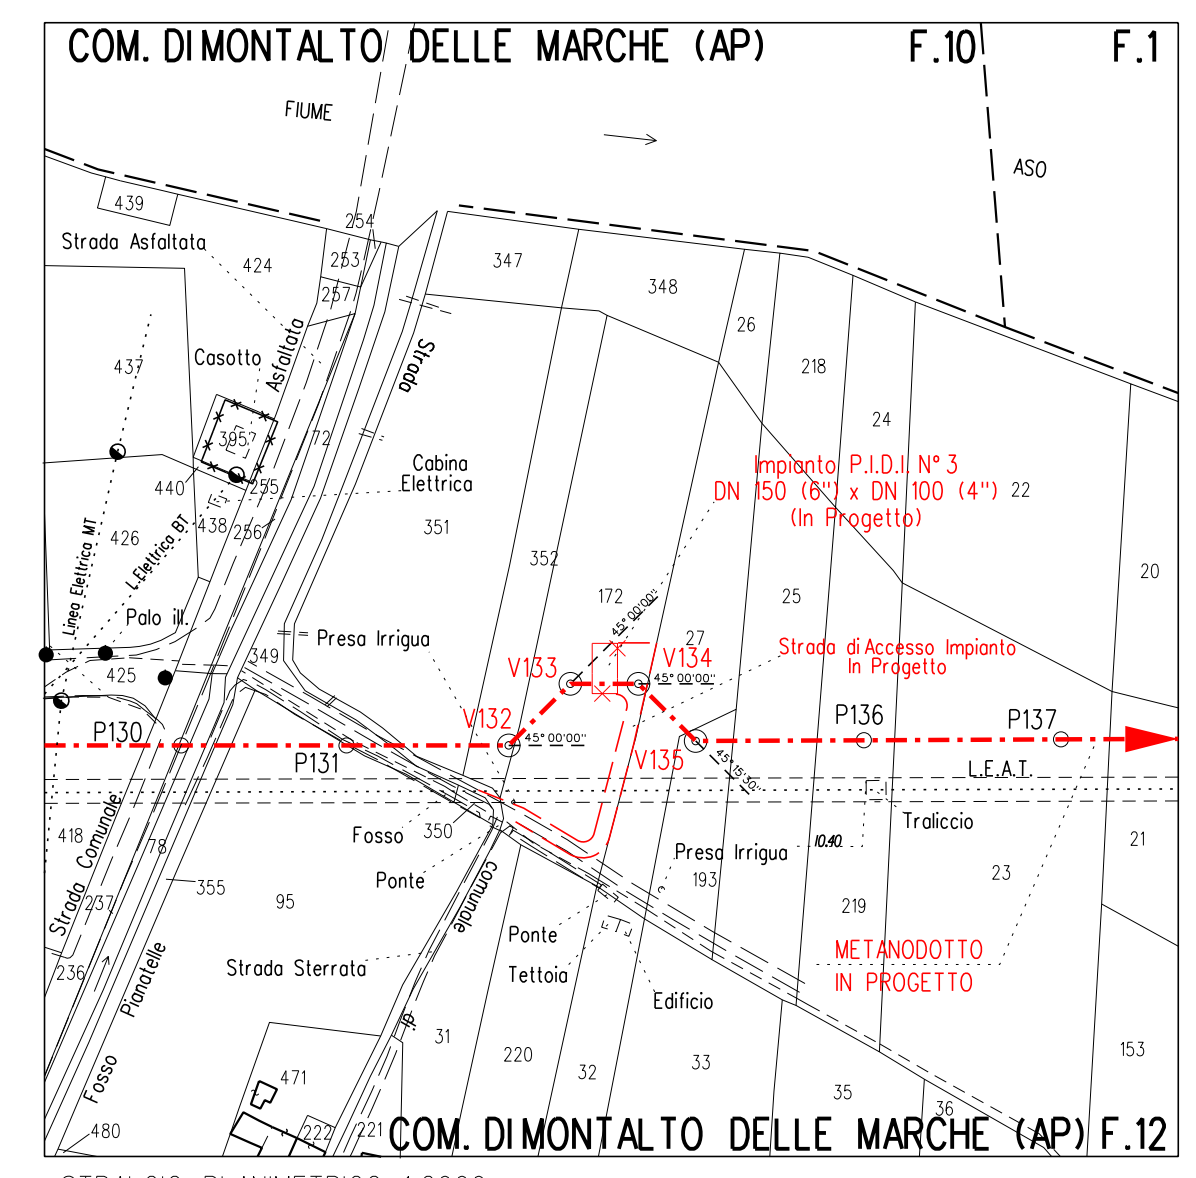 COM. DI MONTALTO DELLE MARCHE (AP) F.10 F.1
FIUME
ASO
439
254
Strada Asfaltata
424
253
347
348
257
26
437
Casotto
Asfaltata
Strada
218
24
3957
72
Cabina
Elettrica
Impianto P.I.D.I. N° 3
DN 150 (6") x DN 100 (4")
(In Progetto)
22
440
255
438
256
351
426
Linea Elettrica MT
L.Elettrica BT
352
20
172
45° 00'00"
25
Palo ill.
Presa Irrigua
27
Strada di Accesso Impianto
In Progetto
349
425
V133
V134
45° 00'00"
V132
P136
P137
P130
45° 00'00"
P131
V135
45° 15'30"
L.E.A.T.
Traliccio
418
78
Strada Comunale
Fosso
350
10.40
21
Presa Irrigua
193
23
355
95
237
Ponte
comunale
219
Ponte
METANODOTTO
IN PROGETTO
236
Pianatelle
Strada Sterrata
Tettoia
Edificio
di
31
220
32
33
153
Fosso
471
35
36
480
222
221
COM. DI MONTALTO DELLE MARCHE (AP) F.12